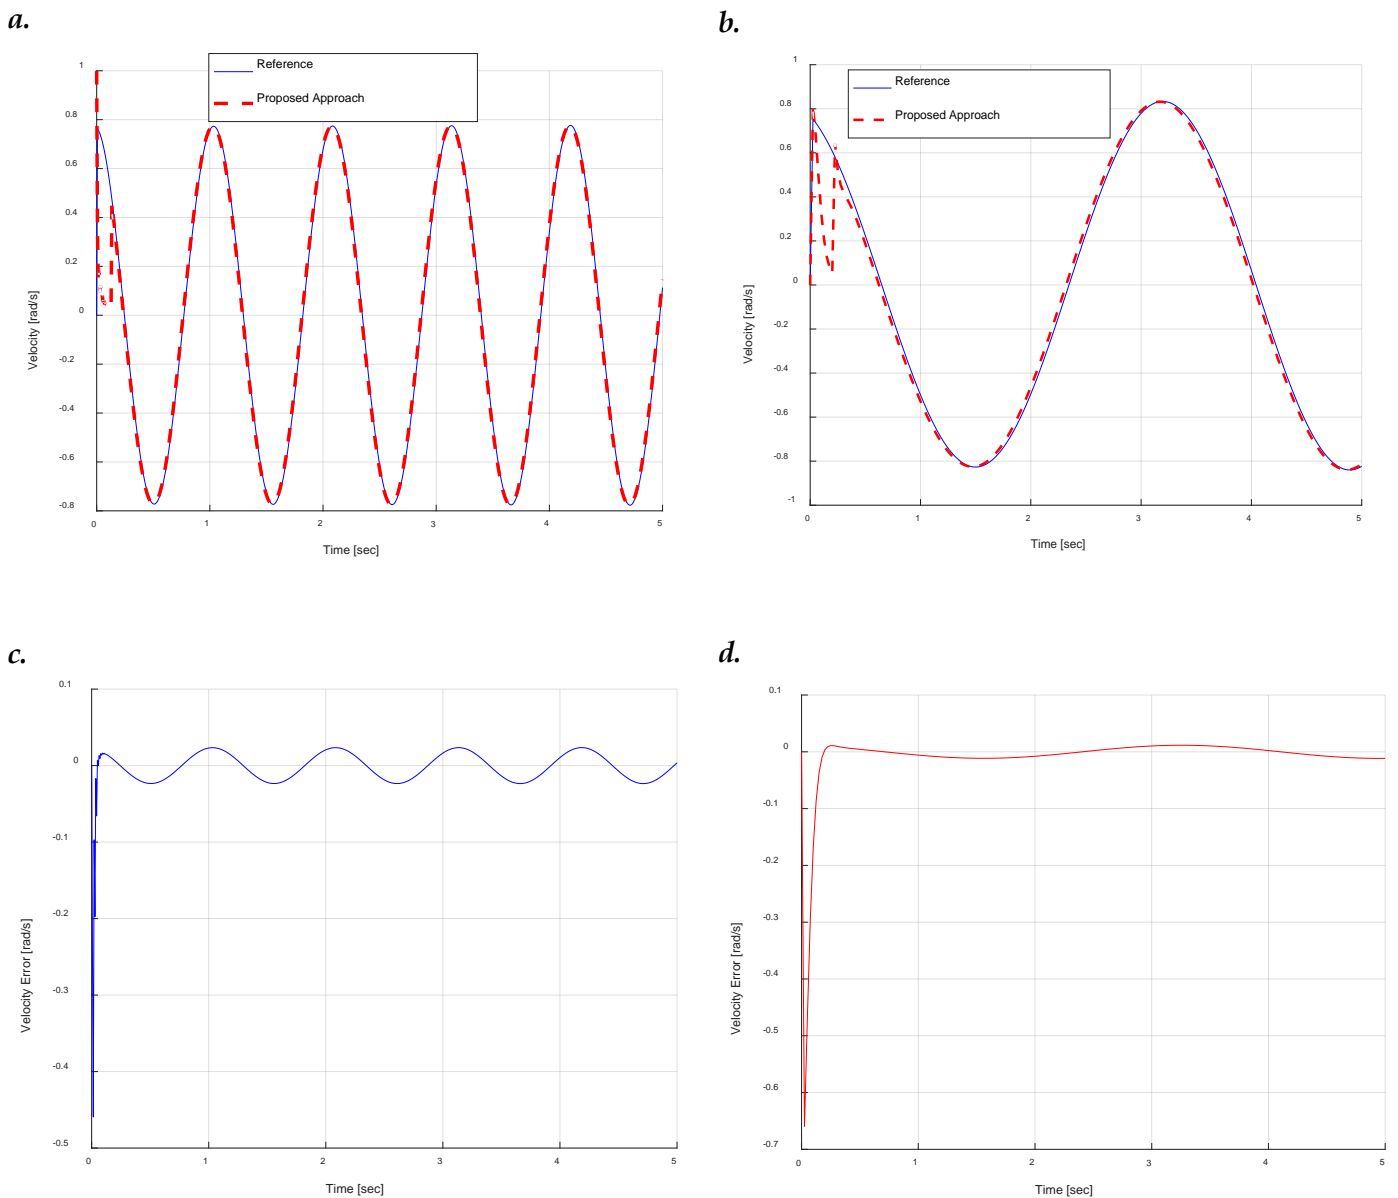 a.
1
0.8
0.6
0.4
0.2
0
-0.2
-0.4
-0.6
-0.8
Velocity [rad/s]
Reference
Proposed Approach
0 1 2 3 4 5
Time [sec]
b.
1
0.8
0.6
0.4
0.2
0
-0.2
-0.4
-0.6
-0.8
-1
Velocity [rad/s]
Reference
Proposed Approach
0 1 2 3 4 5
Time [sec]
c.
0.1
0
-0.1
-0.2
-0.3
-0.4
-0.5
Velocity Error [rad/s]
0 1 2 3 4 5
Time [sec]
d.
0.1
0
-0.1
-0.2
-0.3
-0.4
-0.5
-0.6
-0.7
Velocity Error [rad/s]
0 1 2 3 4 5
Time [sec]